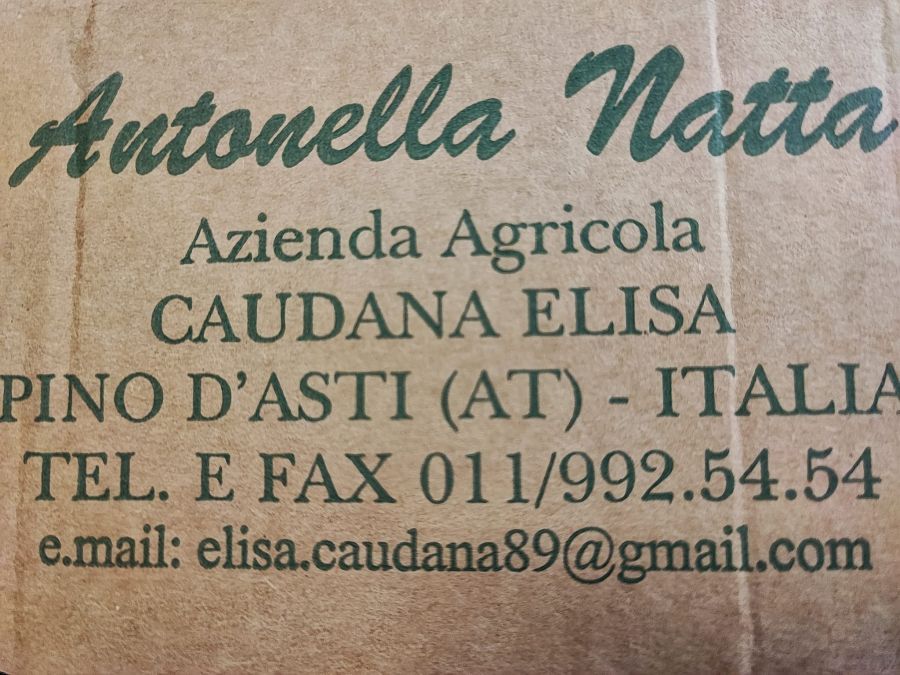 Antonella Natta
Azienda Agricola
CAUDANA ELISA
PINO D'ASTI (AT) - ITALIA
TEL. E FAX 011/992.54.54
e.mail: elisa.caudana89@gmail.com